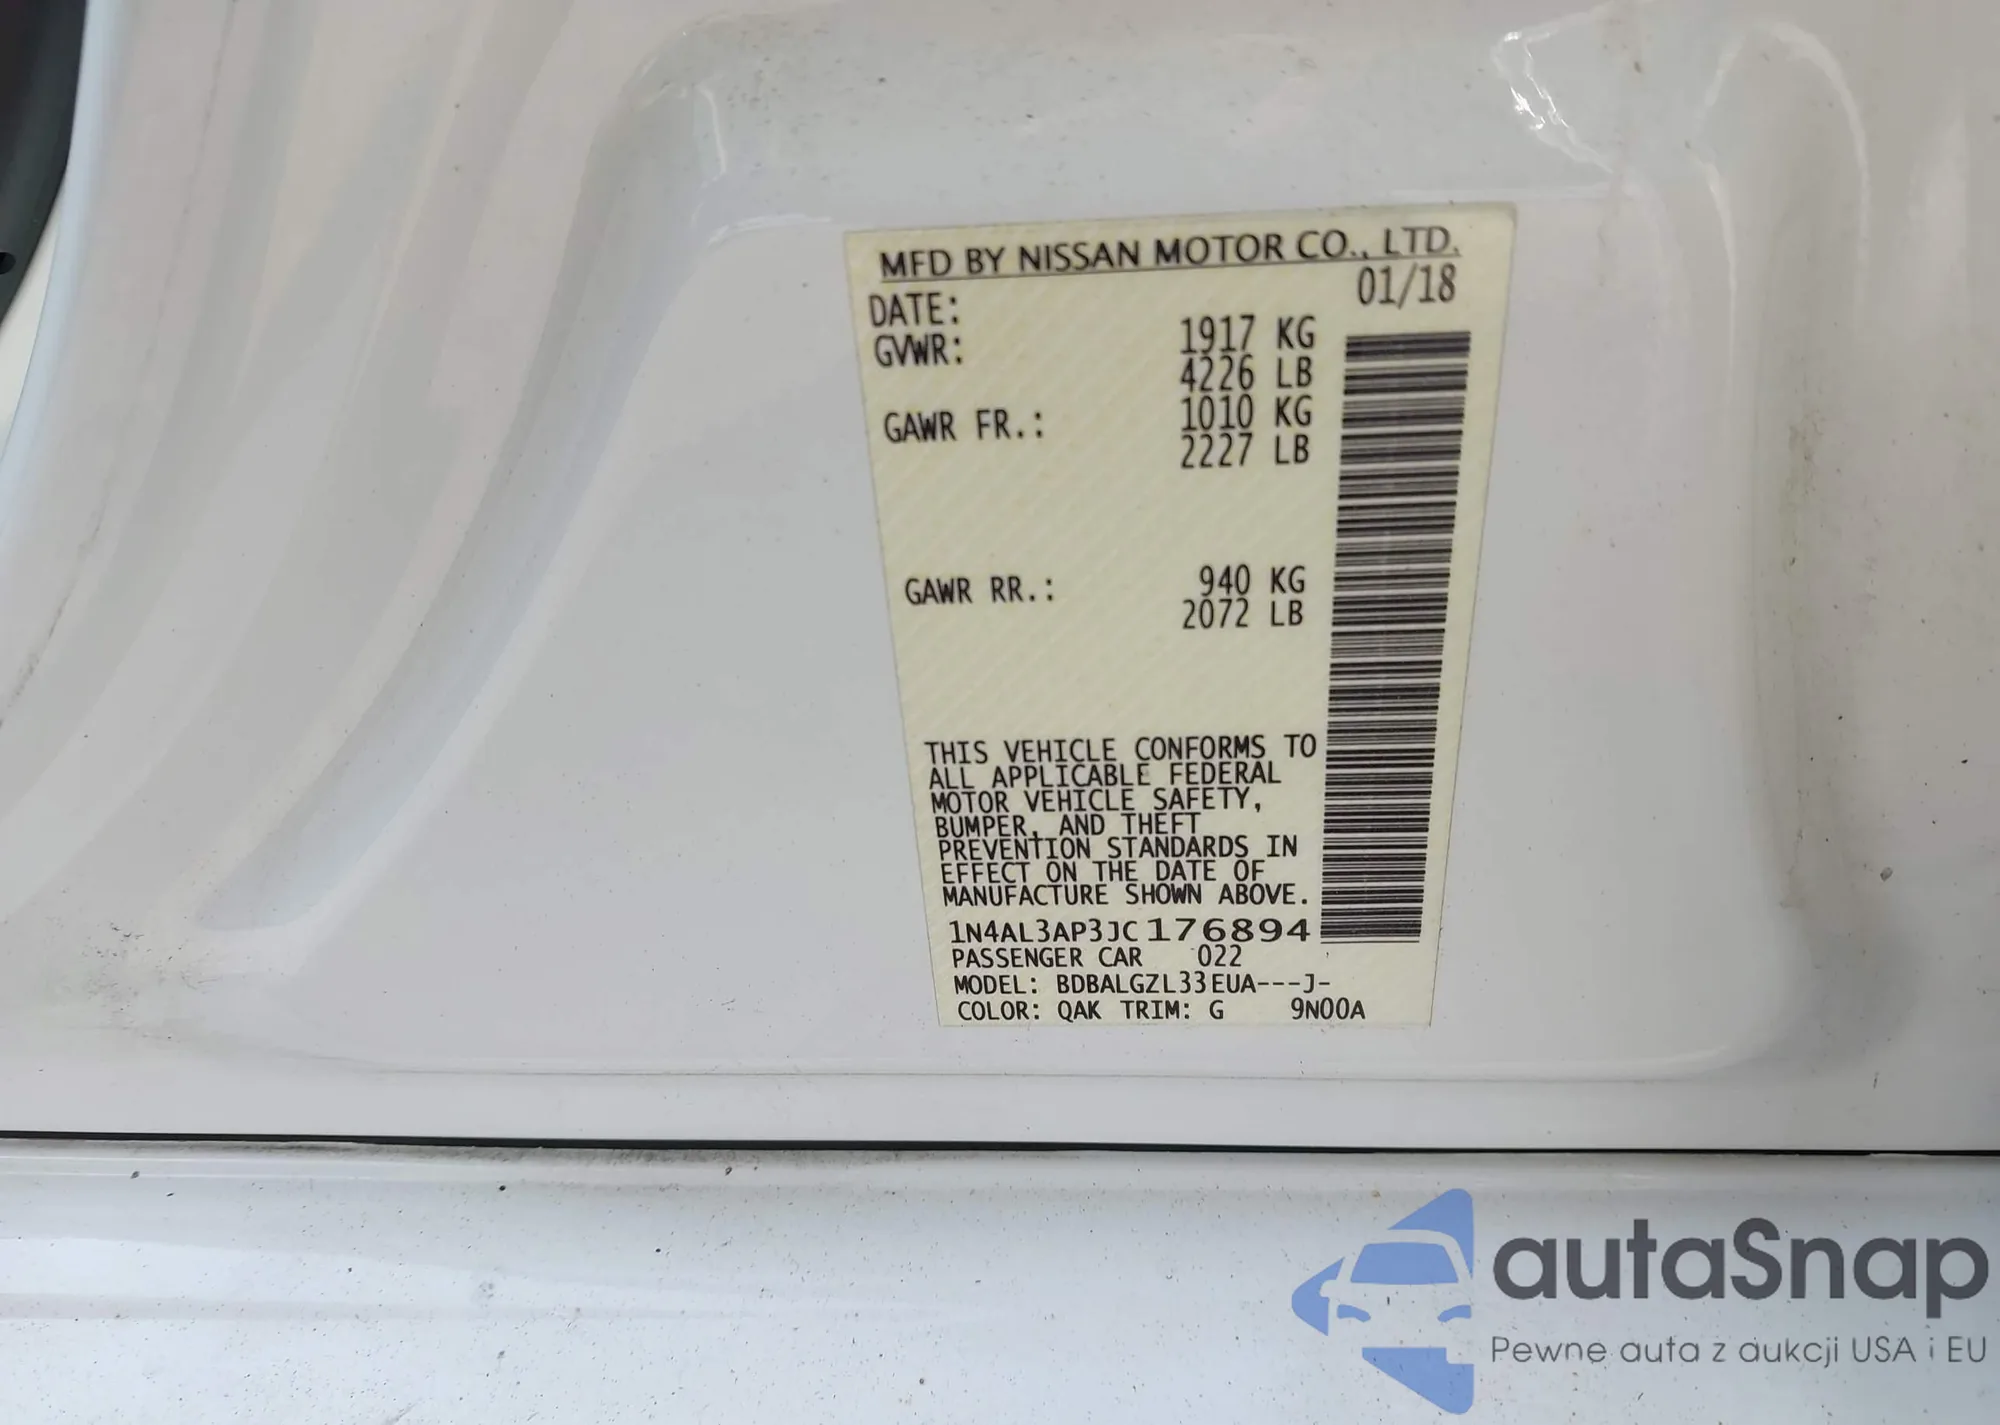 MFD BY NISSAN MOTOR CO., LTD.
DATE: 01/18
GVWR: 1917 KG
4226 LB
GAWR FR.: 1010 KG
2227 LB
GAWR RR.: 940 KG
2072 LB
THIS VEHICLE CONFORMS TO
ALL APPLICABLE FEDERAL
MOTOR VEHICLE SAFETY,
BUMPER, AND THEFT
PREVENTION STANDARDS IN
EFFECT ON THE DATE OF
MANUFACTURE SHOWN ABOVE.
1N4AL3AP3JC176894
PASSENGER CAR 022
MODEL: BDBALGZL33EUA---J-
COLOR: QAK TRIM: G 9N00A
autaSnap
Pewne auta z aukcji USA i EU